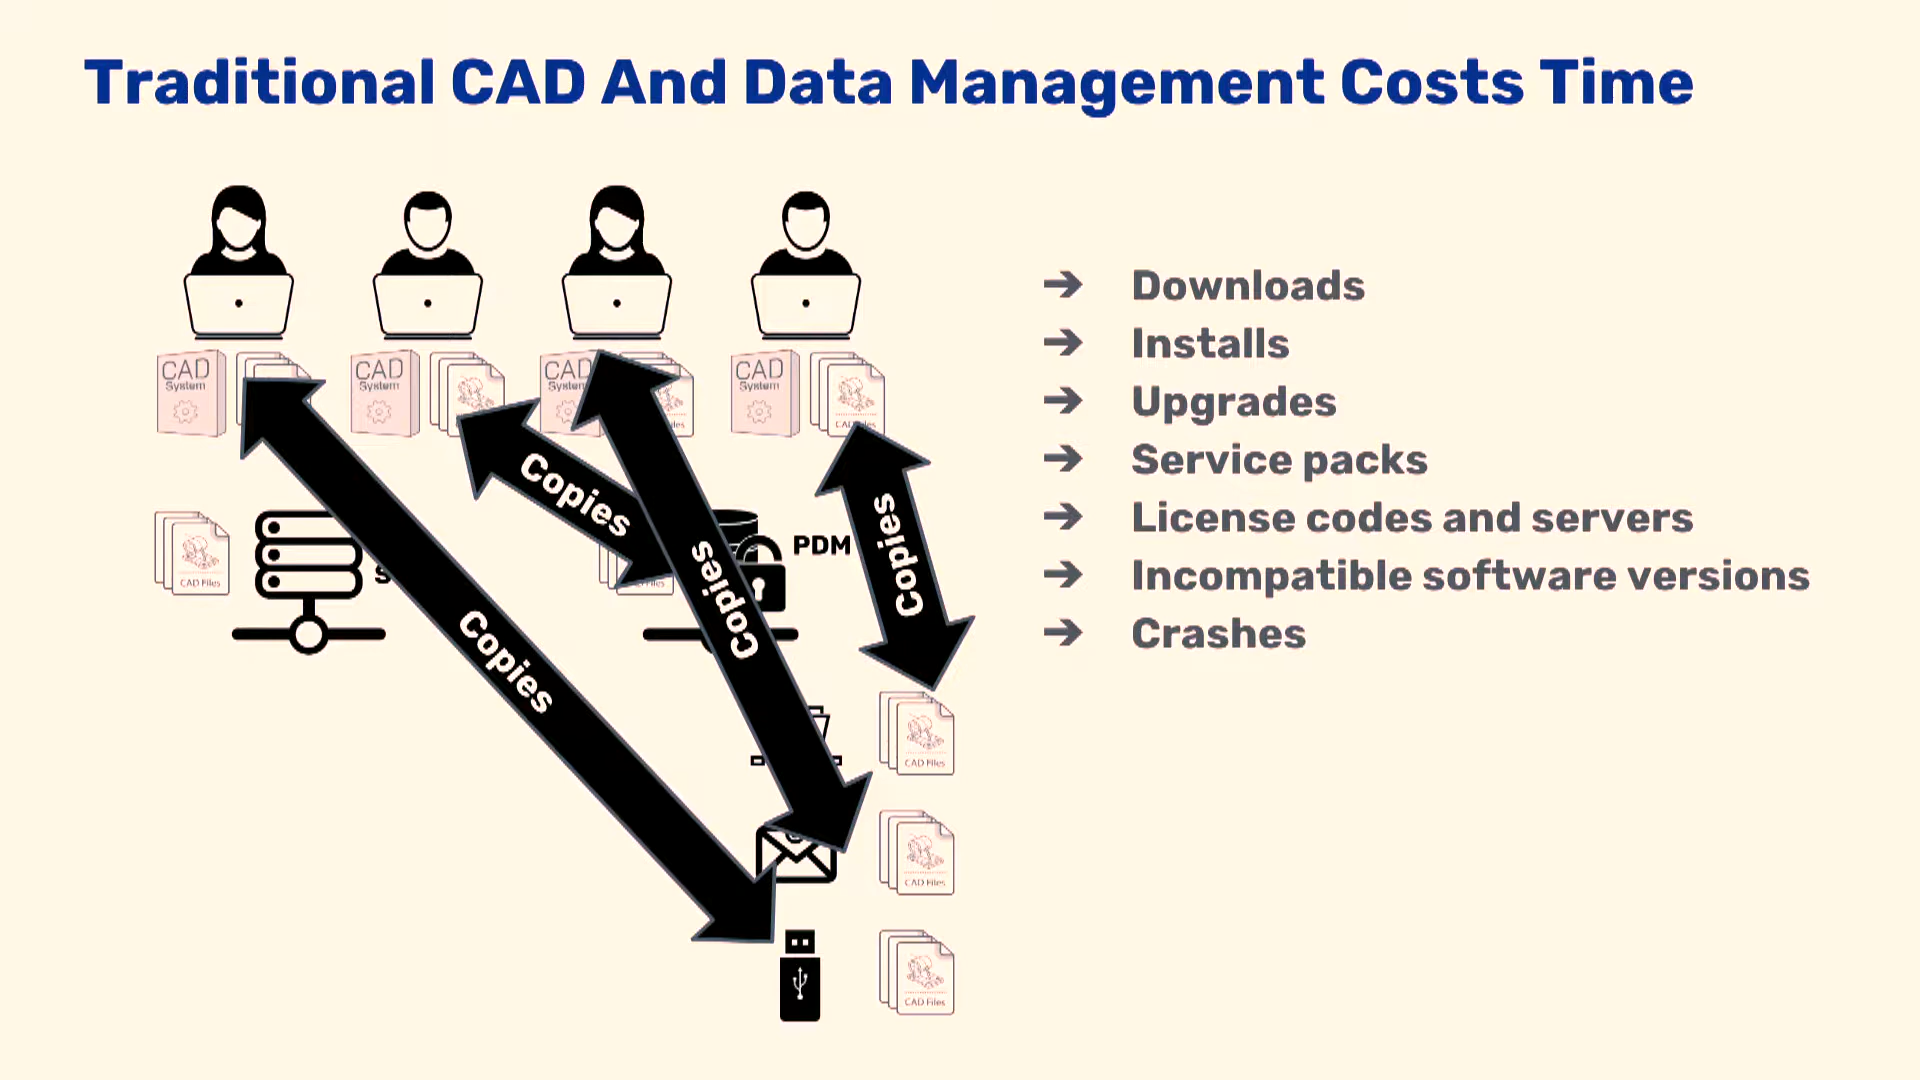 Traditional CAD And Data Management Costs Time
CAD
System
CAD
System
CAD
System
CAD
System
Copies
Copies
Copies
Copies
PDM
CAD Files
CAD Files
CAD Files
CAD Files
➔ Downloads
➔ Installs
➔ Upgrades
➔ Service packs
➔ License codes and servers
➔ Incompatible software versions
➔ Crashes